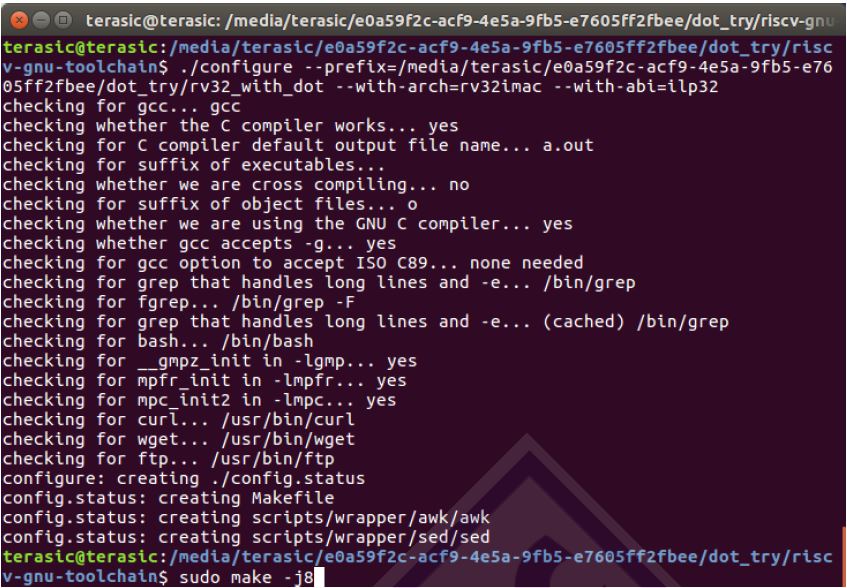 terasic@terasic: /media/terasic/e0a59f2c-acf9-4e5a-9fb5-e7605ff2fbee/dot_try/riscv-gnu
terasic@terasic:/media/terasic/e0a59f2c-acf9-4e5a-9fb5-e7605ff2fbee/dot_try/risc
v-gnu-toolchain$ ./configure --prefix=/media/terasic/e0a59f2c-acf9-4e5a-9fb5-e76
05ff2fbee/dot_try/rv32_with_dot --with-arch=rv32imac --with-abi=ilp32
checking for gcc... gcc
checking whether the C compiler works... yes
checking for C compiler default output file name... a.out
checking for suffix of executables...
checking whether we are cross compiling... no
checking for suffix of object files... o
checking whether we are using the GNU C compiler... yes
checking whether gcc accepts -g... yes
checking for gcc option to accept ISO C89... none needed
checking for grep that handles long lines and -e... /bin/grep
checking for fgrep... /bin/grep -F
checking for grep that handles long lines and -e... (cached) /bin/grep
checking for bash... /bin/bash
checking for __gmpz_init in -lgmp... yes
checking for mpfr_init in -lmpfr... yes
checking for mpc_init2 in -lmpc... yes
checking for curl... /usr/bin/curl
checking for wget... /usr/bin/wget
checking for ftp... /usr/bin/ftp
configure: creating ./config.status
config.status: creating Makefile
config.status: creating scripts/wrapper/awk/awk
config.status: creating scripts/wrapper/sed/sed
terasic@terasic:/media/terasic/e0a59f2c-acf9-4e5a-9fb5-e7605ff2fbee/dot_try/risc
v-gnu-toolchain$ sudo make -j8